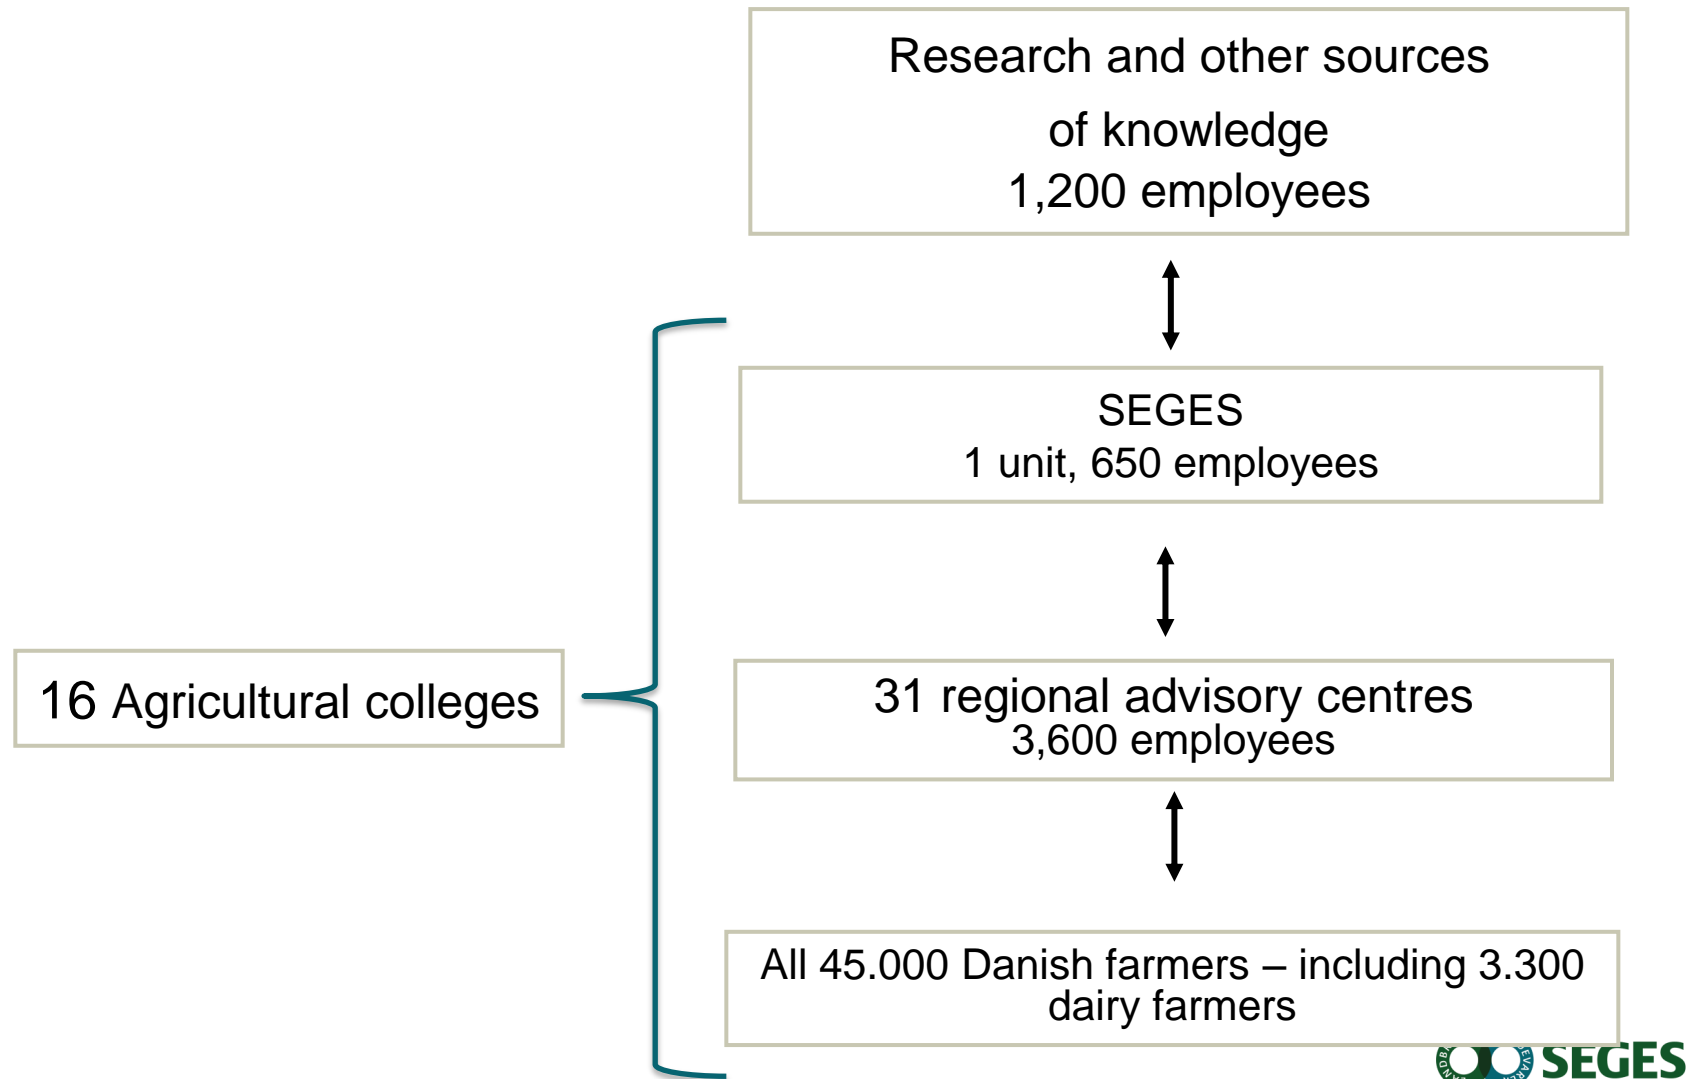 Research and other sources
of knowledge
1,200 employees
SEGES
1 unit, 650 employees
16 Agricultural colleges
31 regional advisory centres
3,600 employees
All 45.000 Danish farmers – including 3.300
dairy farmers
SEGES